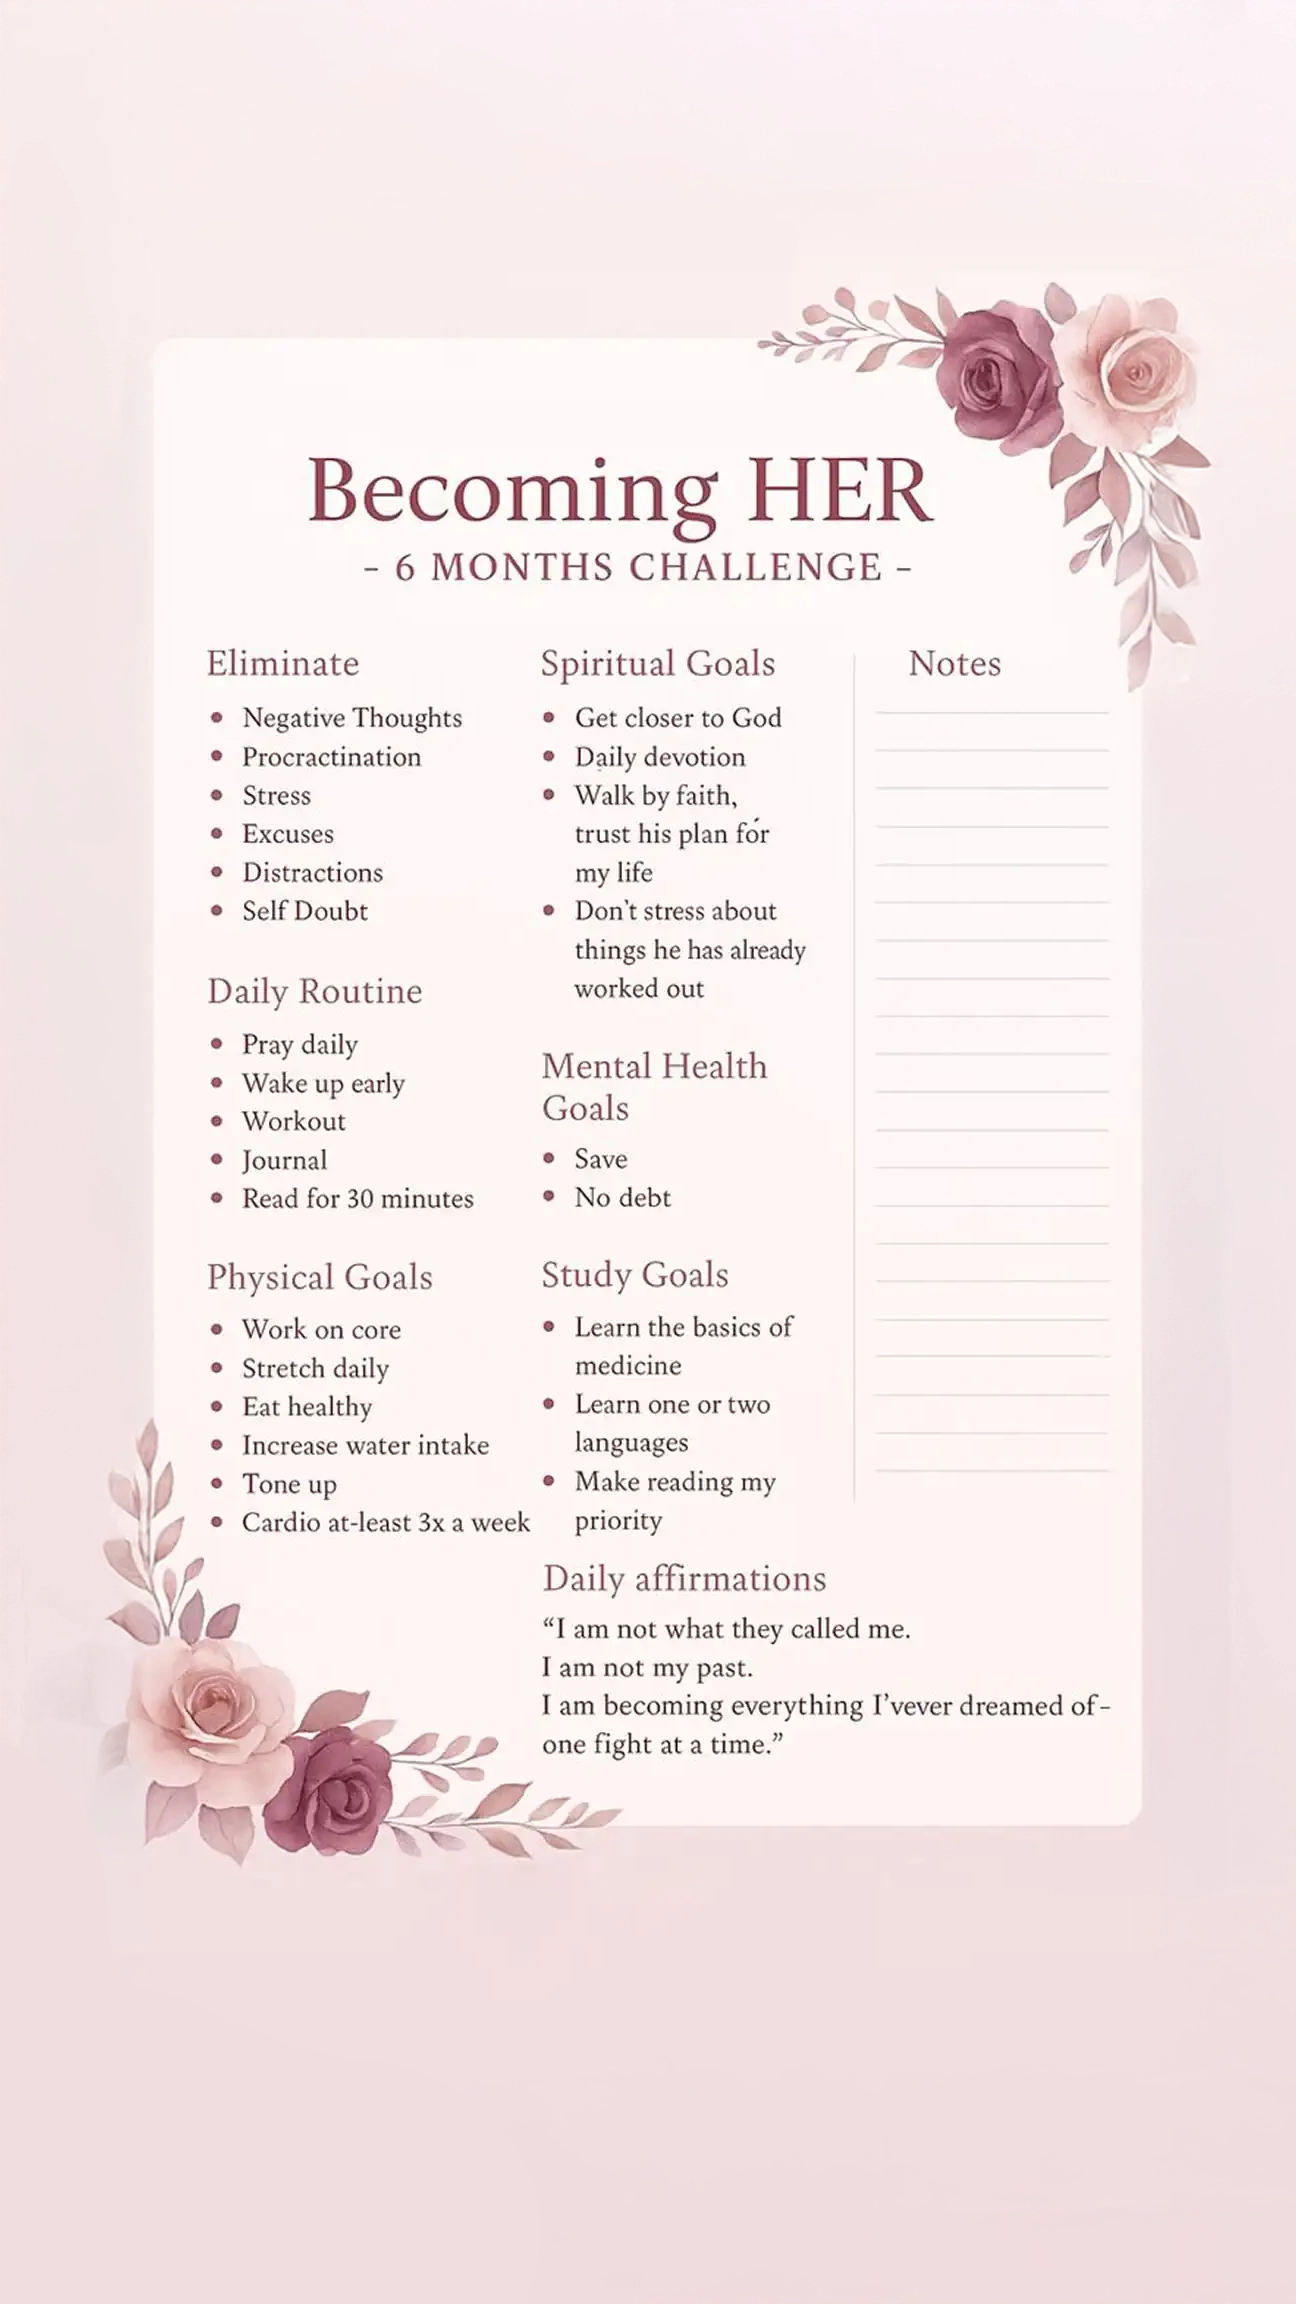 Becoming HER
- 6 MONTHS CHALLENGE -
Eliminate
• Negative Thoughts
• Procractination
• Stress
• Excuses
• Distractions
• Self Doubt
Daily Routine
• Pray daily
• Wake up early
• Workout
• Journal
• Read for 30 minutes
Physical Goals
• Work on core
• Stretch daily
• Eat healthy
• Increase water intake
• Tone up
• Cardio at-least 3x a week
Spiritual Goals
• Get closer to God
• Daily devotion
• Walk by faith,
trust his plan for
my life
• Don't stress about
things he has already
worked out
Mental Health
Goals
• Save
• No debt
Study Goals
• Learn the basics of
medicine
• Learn one or two
languages
• Make reading my
priority
Daily affirmations
“I am not what they called me.
I am not my past.
I am becoming everything I’vever dreamed of–
one fight at a time.”
Notes